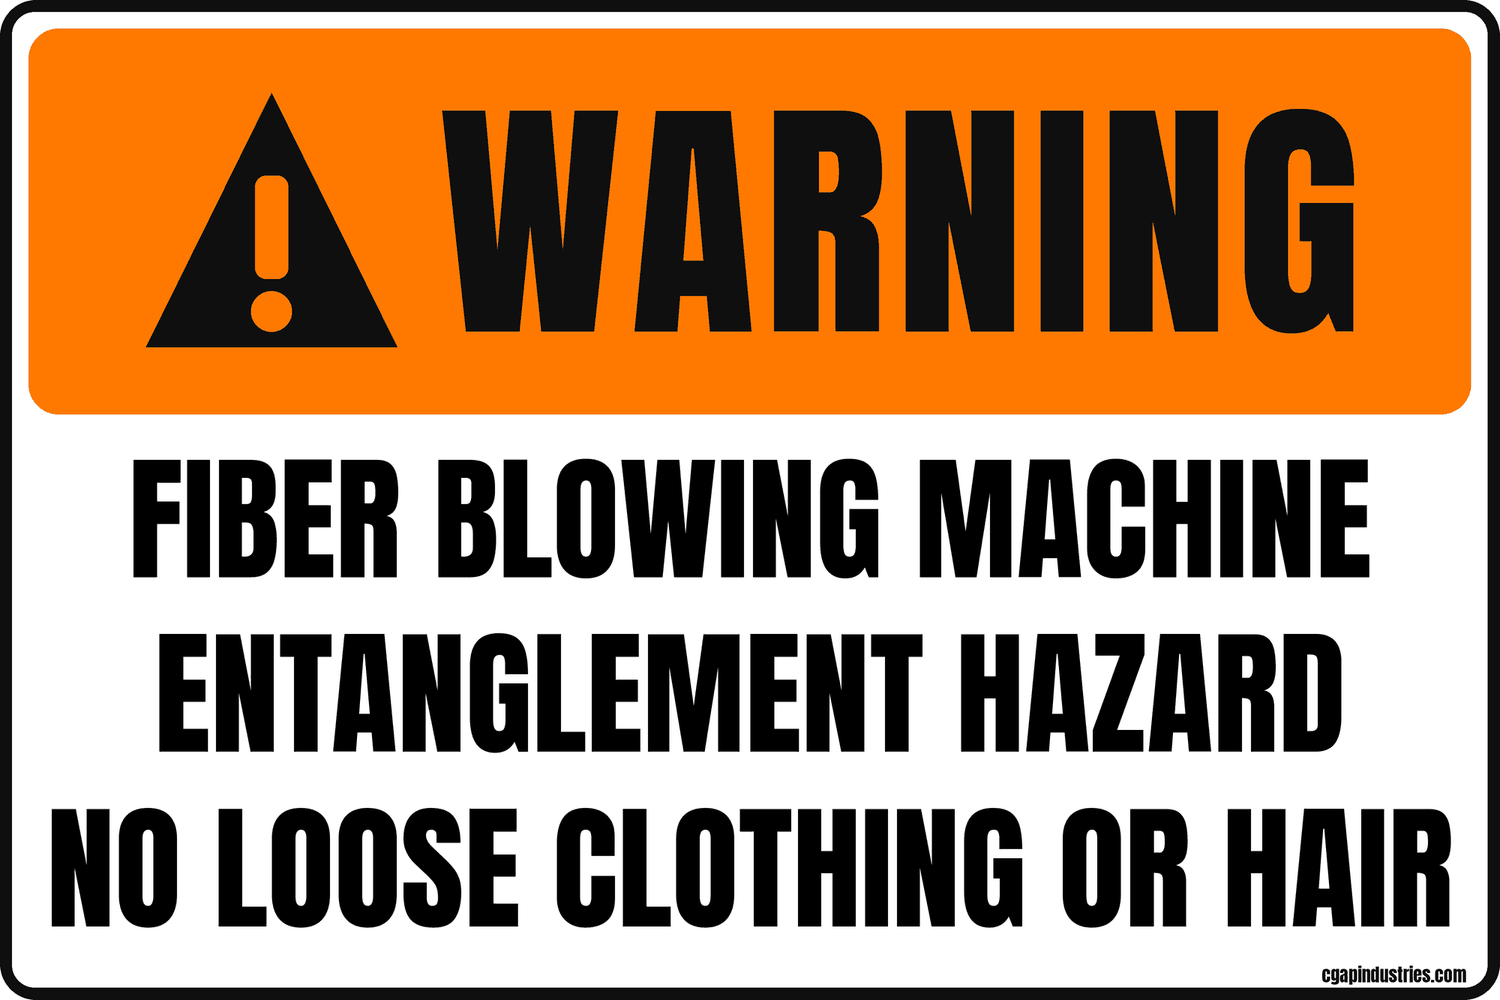 WARNING
FIBER BLOWING MACHINE
ENTANGLEMENT HAZARD
NO LOOSE CLOTHING OR HAIR
cgapindustries.com